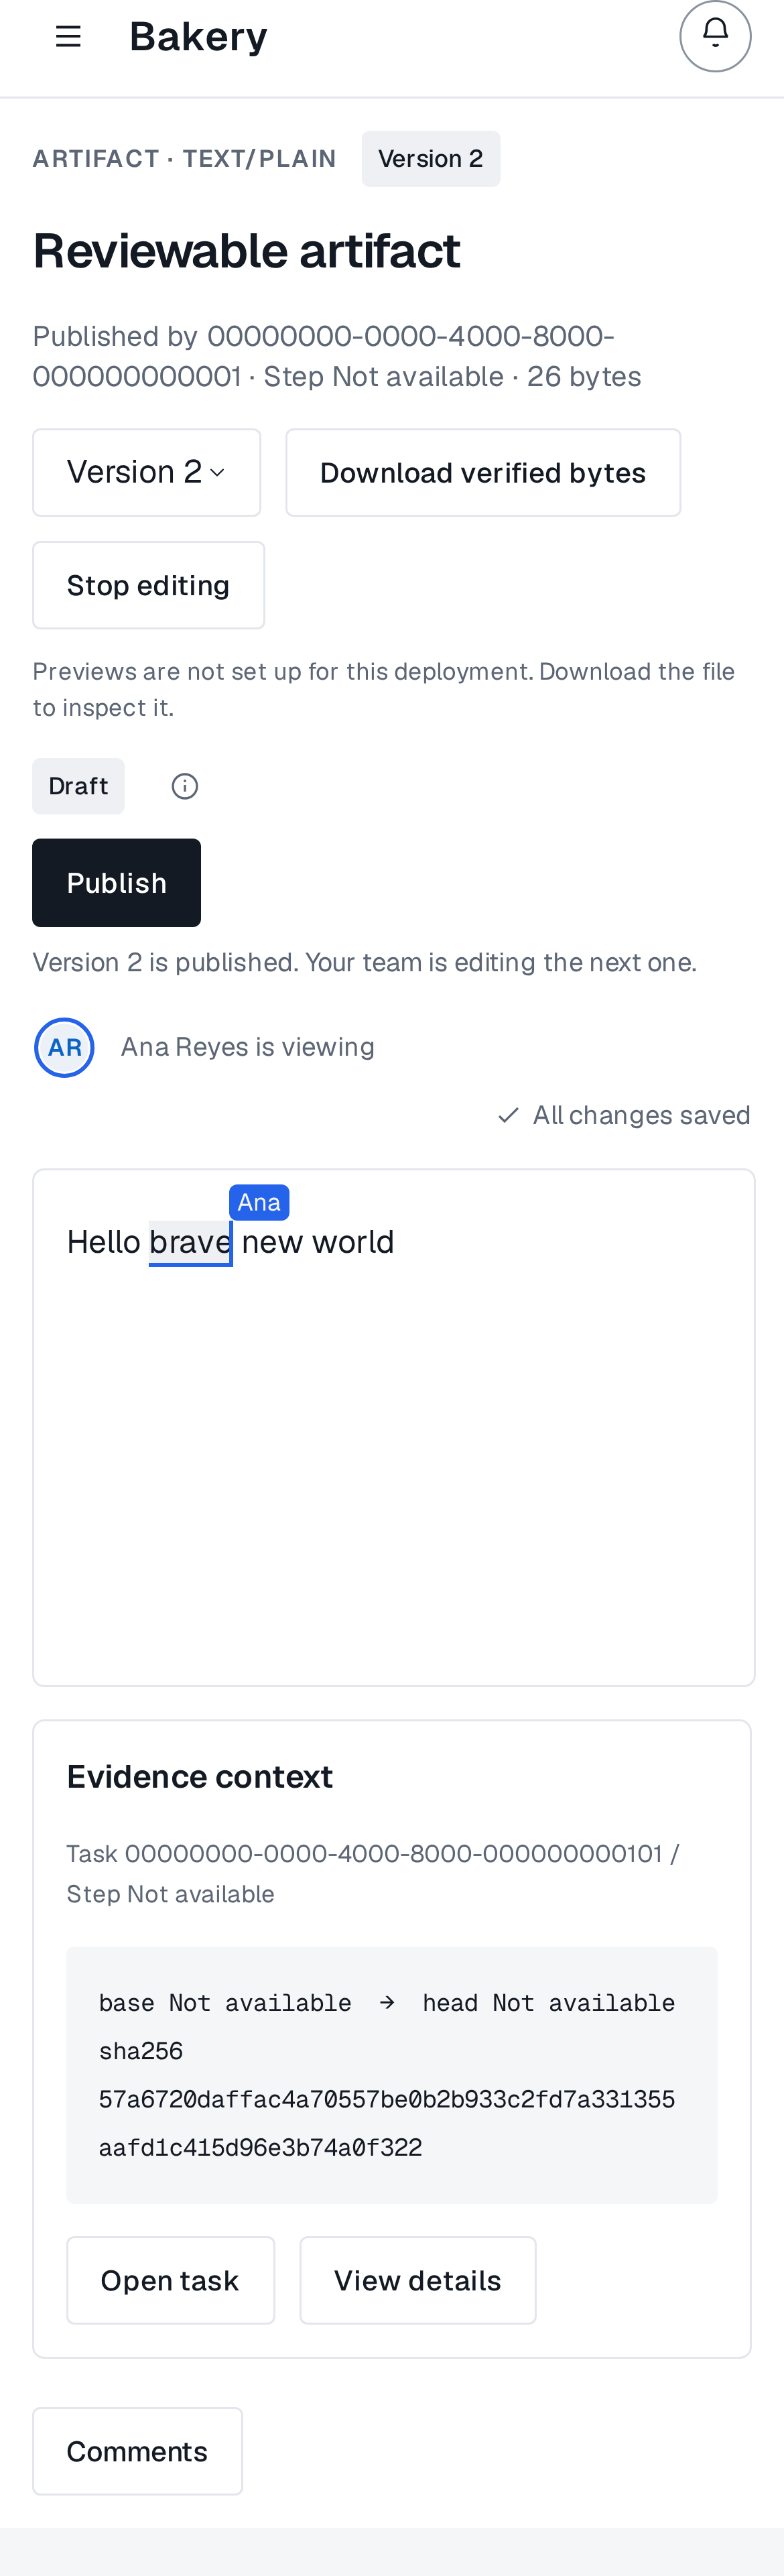 Bakery
ARTIFACT · TEXT/PLAIN Version 2
Reviewable artifact
Published by 00000000-0000-4000-8000-
000000000001 · Step Not available · 26 bytes
Version 2 Download verified bytes
Stop editing
Previews are not set up for this deployment. Download the file
to inspect it.
Draft
Publish
Version 2 is published. Your team is editing the next one.
AR Ana Reyes is viewing
All changes saved
Ana
Hello brave new world
Evidence context
Task 00000000-0000-4000-8000-000000000101 /
Step Not available
base Not available → head Not available
sha256
57a6720daffac4a70557be0b2b933c2fd7a331355
aafd1c415d96e3b74a0f322
Open task View details
Comments